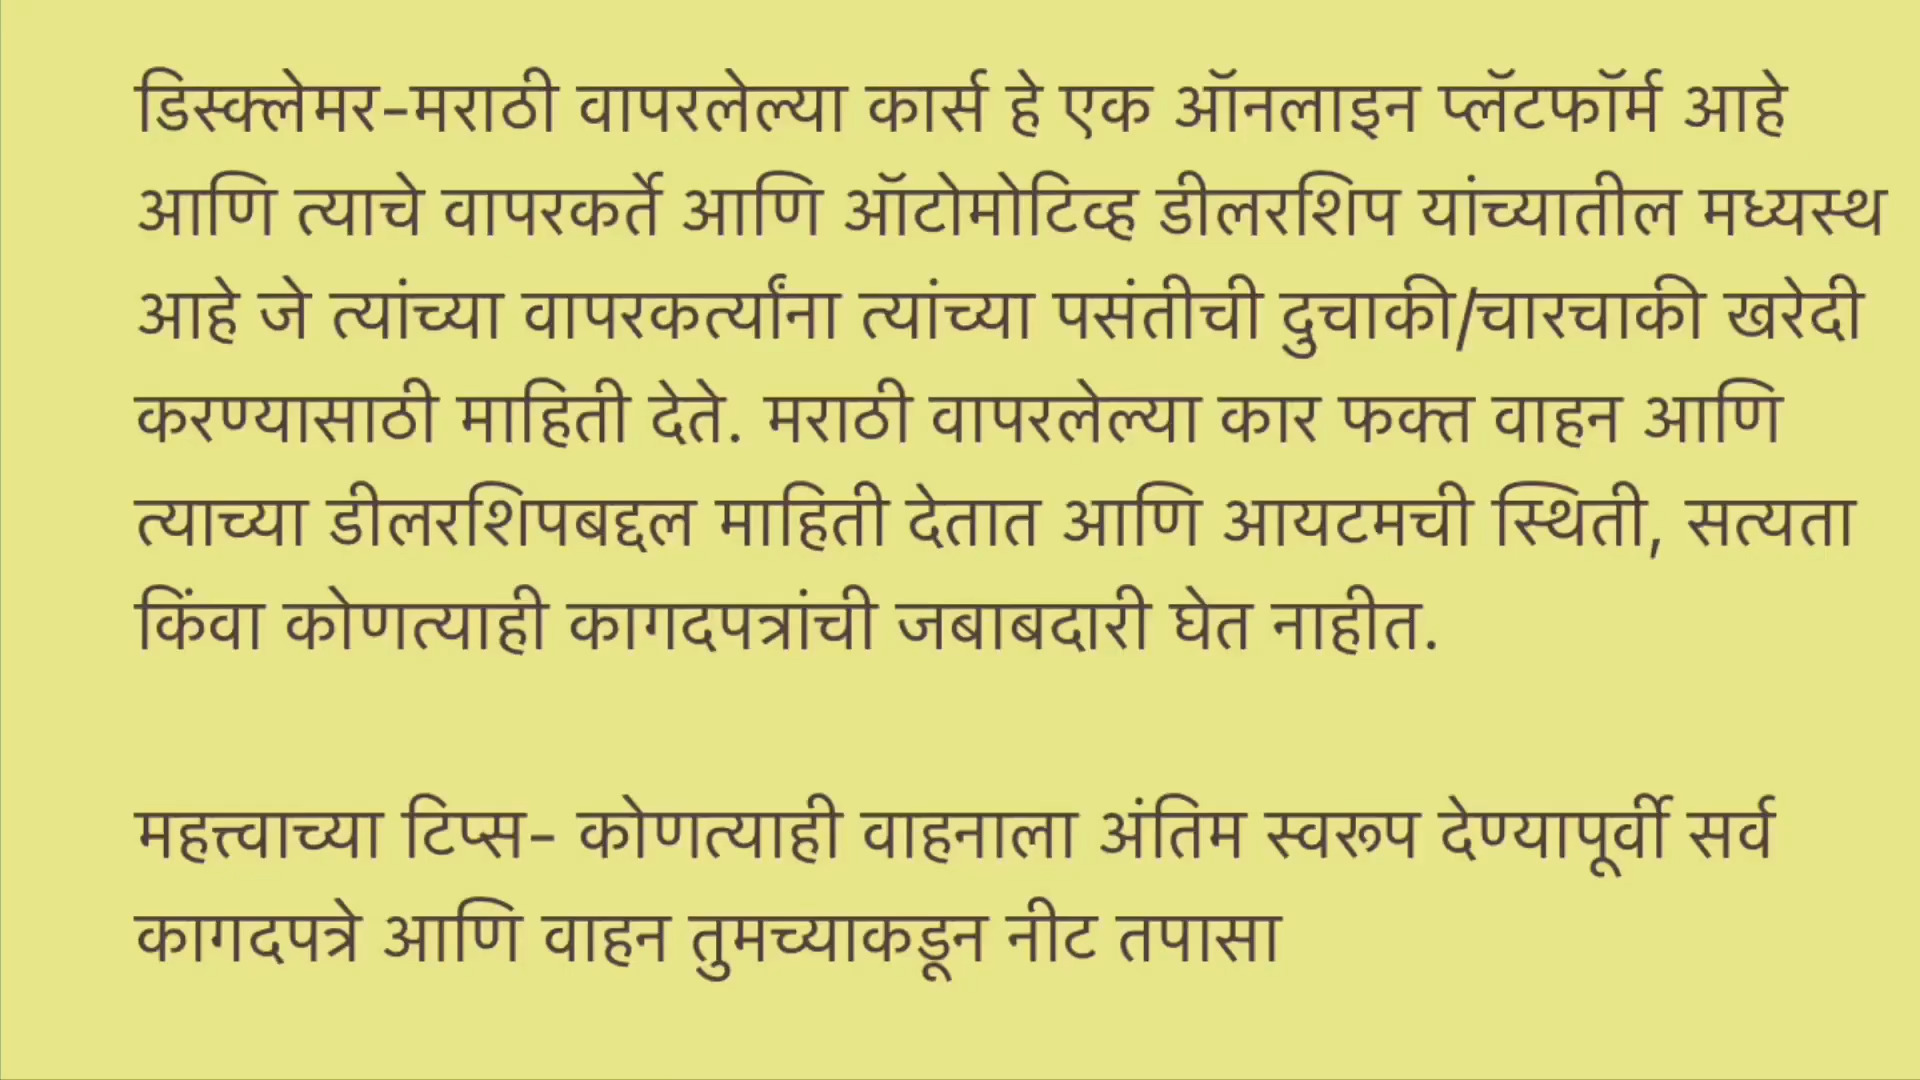 डिस्क्लेमर-मराठी वापरलेल्या कार्स हे एक ऑनलाइन प्लॅटफॉर्म आहे
आणि त्याचे वापरकर्ते आणि ऑटोमोटिव्ह डीलरशिप यांच्यातील मध्यस्थ
आहे जे त्यांच्या वापरकर्त्यांना त्यांच्या पसंतीची दुचाकी/चारचाकी खरेदी
करण्यासाठी माहिती देते. मराठी वापरलेल्या कार फक्त वाहन आणि
त्याच्या डीलरशिपबद्दल माहिती देतात आणि आयटमची स्थिती, सत्यता
किंवा कोणत्याही कागदपत्रांची जबाबदारी घेत नाहीत.
महत्त्वाच्या टिप्स- कोणत्याही वाहनाला अंतिम स्वरूप देण्यापूर्वी सर्व
कागदपत्रे आणि वाहन तुमच्याकडून नीट तपासा